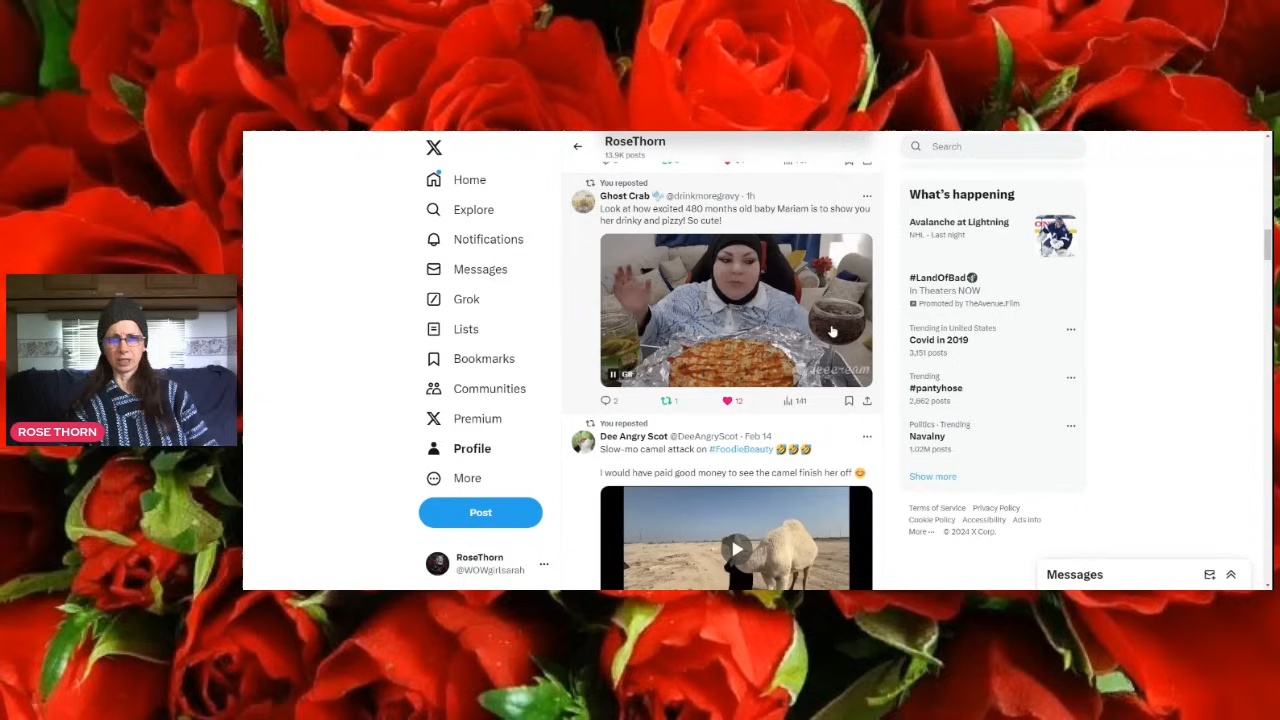 RoseThorn
13.9K posts
Search
Home
Explore
Notifications
Messages
Grok
Lists
Bookmarks
Communities
Premium
Profile
More
Post
RoseThorn
@WOWgirlsarah
You reposted
Ghost Crab @drinkmoregravy · 1h
Look at how excited 480 months old baby Mariam is to show you
her drinky and pizzy! So cute!
GIF
deecream
2
1
12
141
You reposted
Dee Angry Scot @DeeAngryScot · Feb 14
Slow-mo camel attack on #FoodieBeauty 🤣🤣🤣
I would have paid good money to see the camel finish her off 😊
What's happening
Avalanche at Lightning
NHL · Last night
#LandOfBad
In Theaters NOW
Promoted by TheAvenue.Film
Trending in United States
Covid in 2019
3,151 posts
Trending
#pantyhose
2,662 posts
Politics · Trending
Navalny
1.02M posts
Show more
Terms of Service Privacy Policy
Cookie Policy Accessibility Ads info
More ··· © 2024 X Corp.
Messages
ROSE THORN